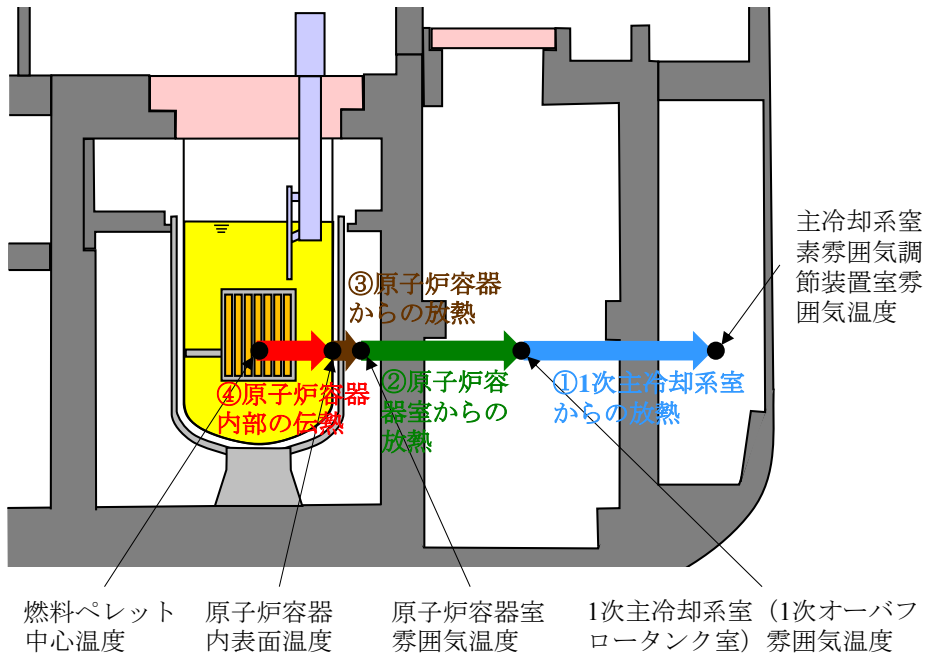 主冷却系窒
素雰囲気調
節装置室雰
囲気温度
③原子炉容器
からの放熱
②原子炉容
器室からの
放熱
①1次主冷却系室
からの放熱
④原子炉容器
内部の伝熱
燃料ペレット
中心温度
原子炉容器
内表面温度
原子炉容器室
雰囲気温度
1次主冷却系室（1次オーバフ
ロータンク室）雰囲気温度